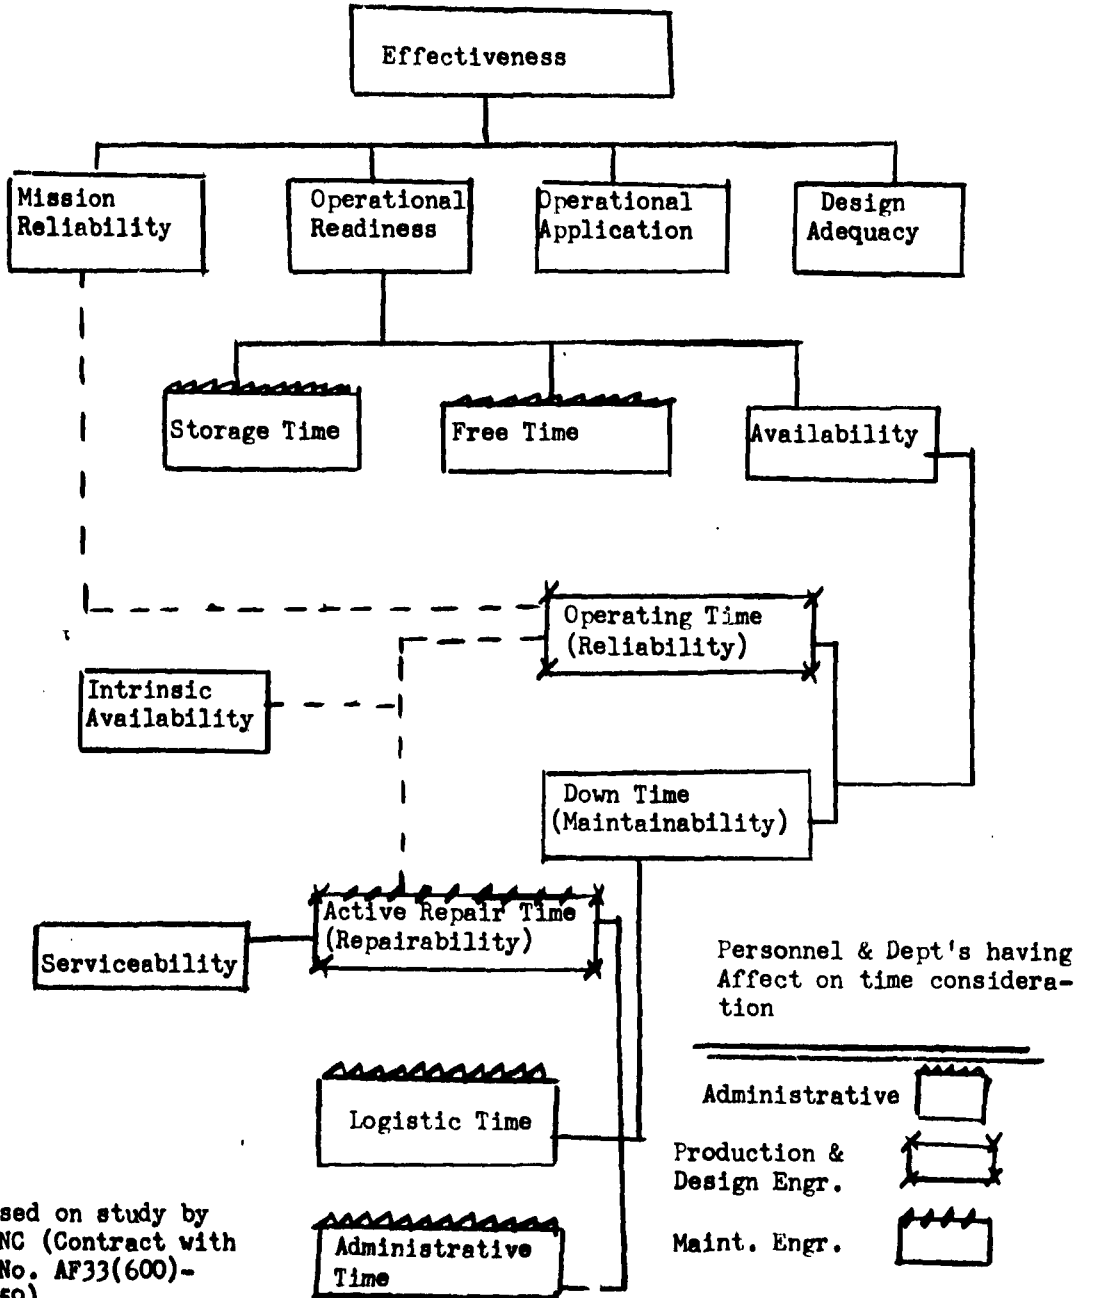 Effectiveness
Mission
Reliability
Operational
Readiness
Operational
Application
Design
Adequacy
Storage Time
Free Time
Availability
Operating Time
(Reliability)
Intrinsic
Availability
Down Time
(Maintainability)
Active Repair Time
(Repairability)
Serviceability
Personnel & Dept's having
Affect on time considera-
tion
Logistic Time
Administrative
Production &
Design Engr.
Maint. Engr.
Administrative
Time
sed on study by
NC (Contract with
No. AF33(600)-